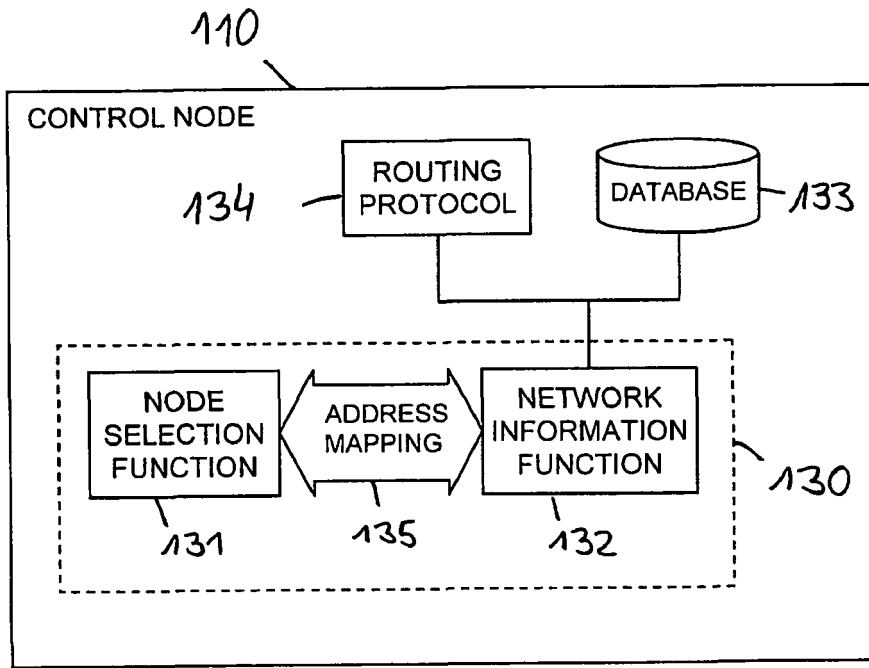 110
CONTROL NODE
ROUTING
PROTOCOL
134
DATABASE
133
NODE
SELECTION
FUNCTION
ADDRESS
MAPPING
NETWORK
INFORMATION
FUNCTION
130
131
135
132